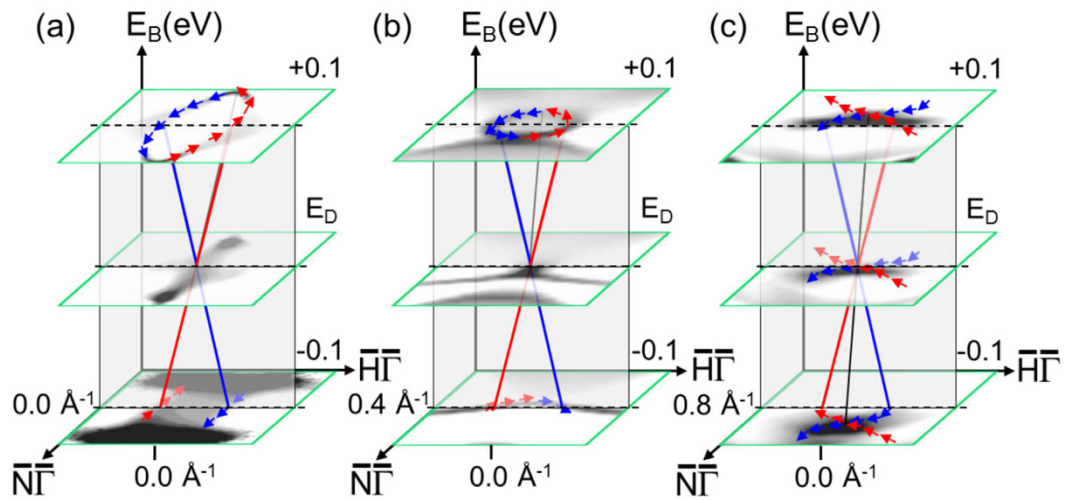 (a) E_B(eV) (b) E_B(eV) (c) E_B(eV)
+0.1 +0.1 +0.1
E_D E_D E_D
-0.1 -0.1 -0.1
H̅Γ̅ H̅Γ̅ H̅Γ̅
0.0 Å⁻¹ 0.4 Å⁻¹ 0.8 Å⁻¹
N̅Γ̅ 0.0 Å⁻¹ N̅Γ̅ 0.0 Å⁻¹ N̅Γ̅ 0.0 Å⁻¹